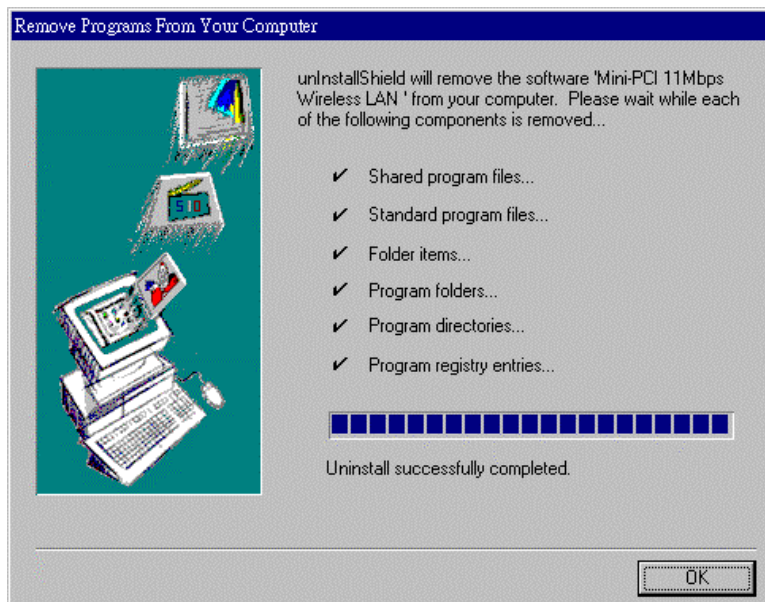 Remove Programs From Your Computer
unInstallShield will remove the software 'Mini-PCI 11Mbps
Wireless LAN ' from your computer. Please wait while each
of the following components is removed...
✔ Shared program files...
✔ Standard program files...
✔ Folder items...
✔ Program folders...
✔ Program directories...
✔ Program registry entries...
Uninstall successfully completed.
OK